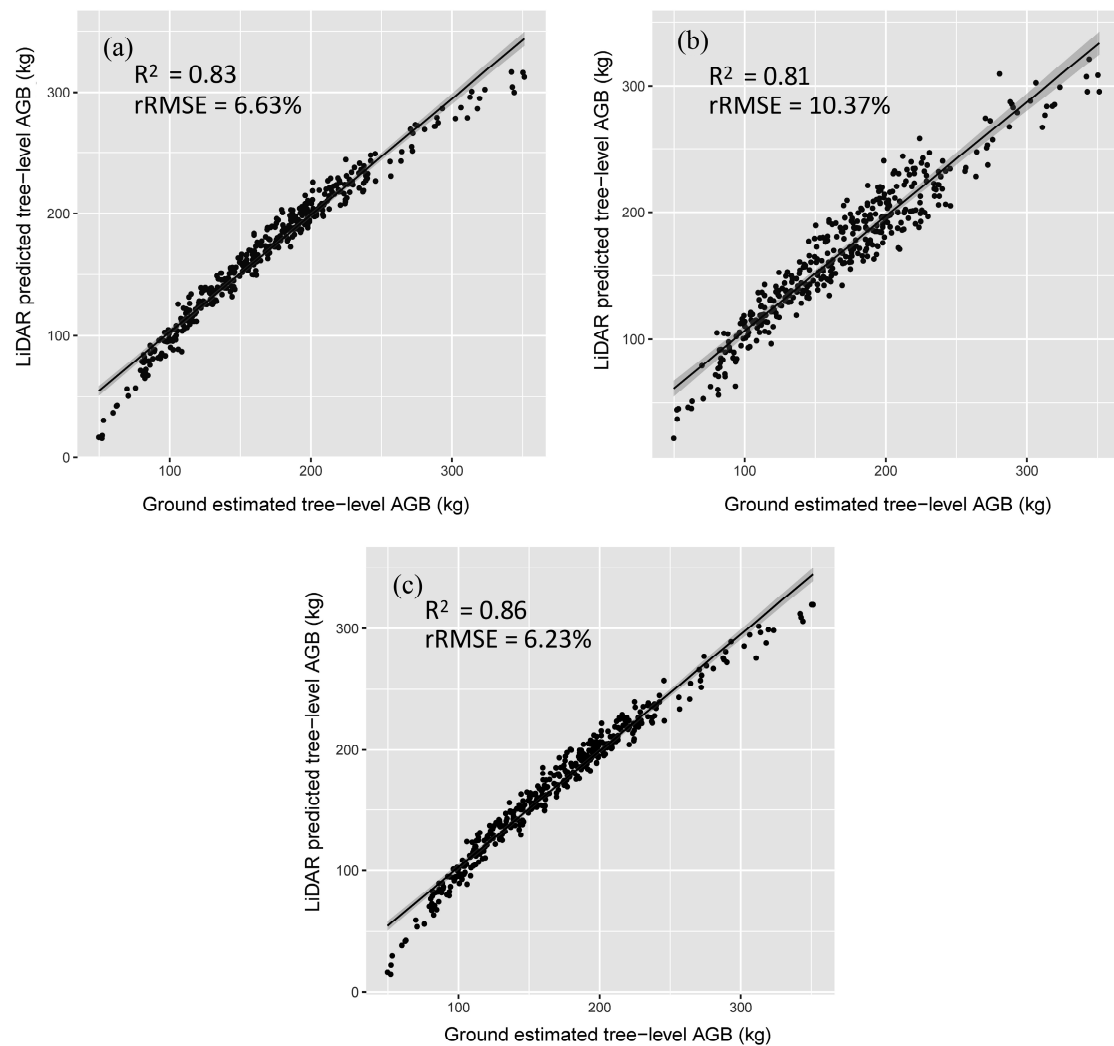 (a)
R² = 0.83
rRMSE = 6.63%
LiDAR predicted tree−level AGB (kg)
300
200
100
0
100 200 300
Ground estimated tree−level AGB (kg)
(b)
R² = 0.81
rRMSE = 10.37%
LiDAR predicted tree−level AGB (kg)
300
200
100
100 200 300
Ground estimated tree−level AGB (kg)
(c)
R² = 0.86
rRMSE = 6.23%
LiDAR predicted tree−level AGB (kg)
300
200
100
0
100 200 300
Ground estimated tree−level AGB (kg)